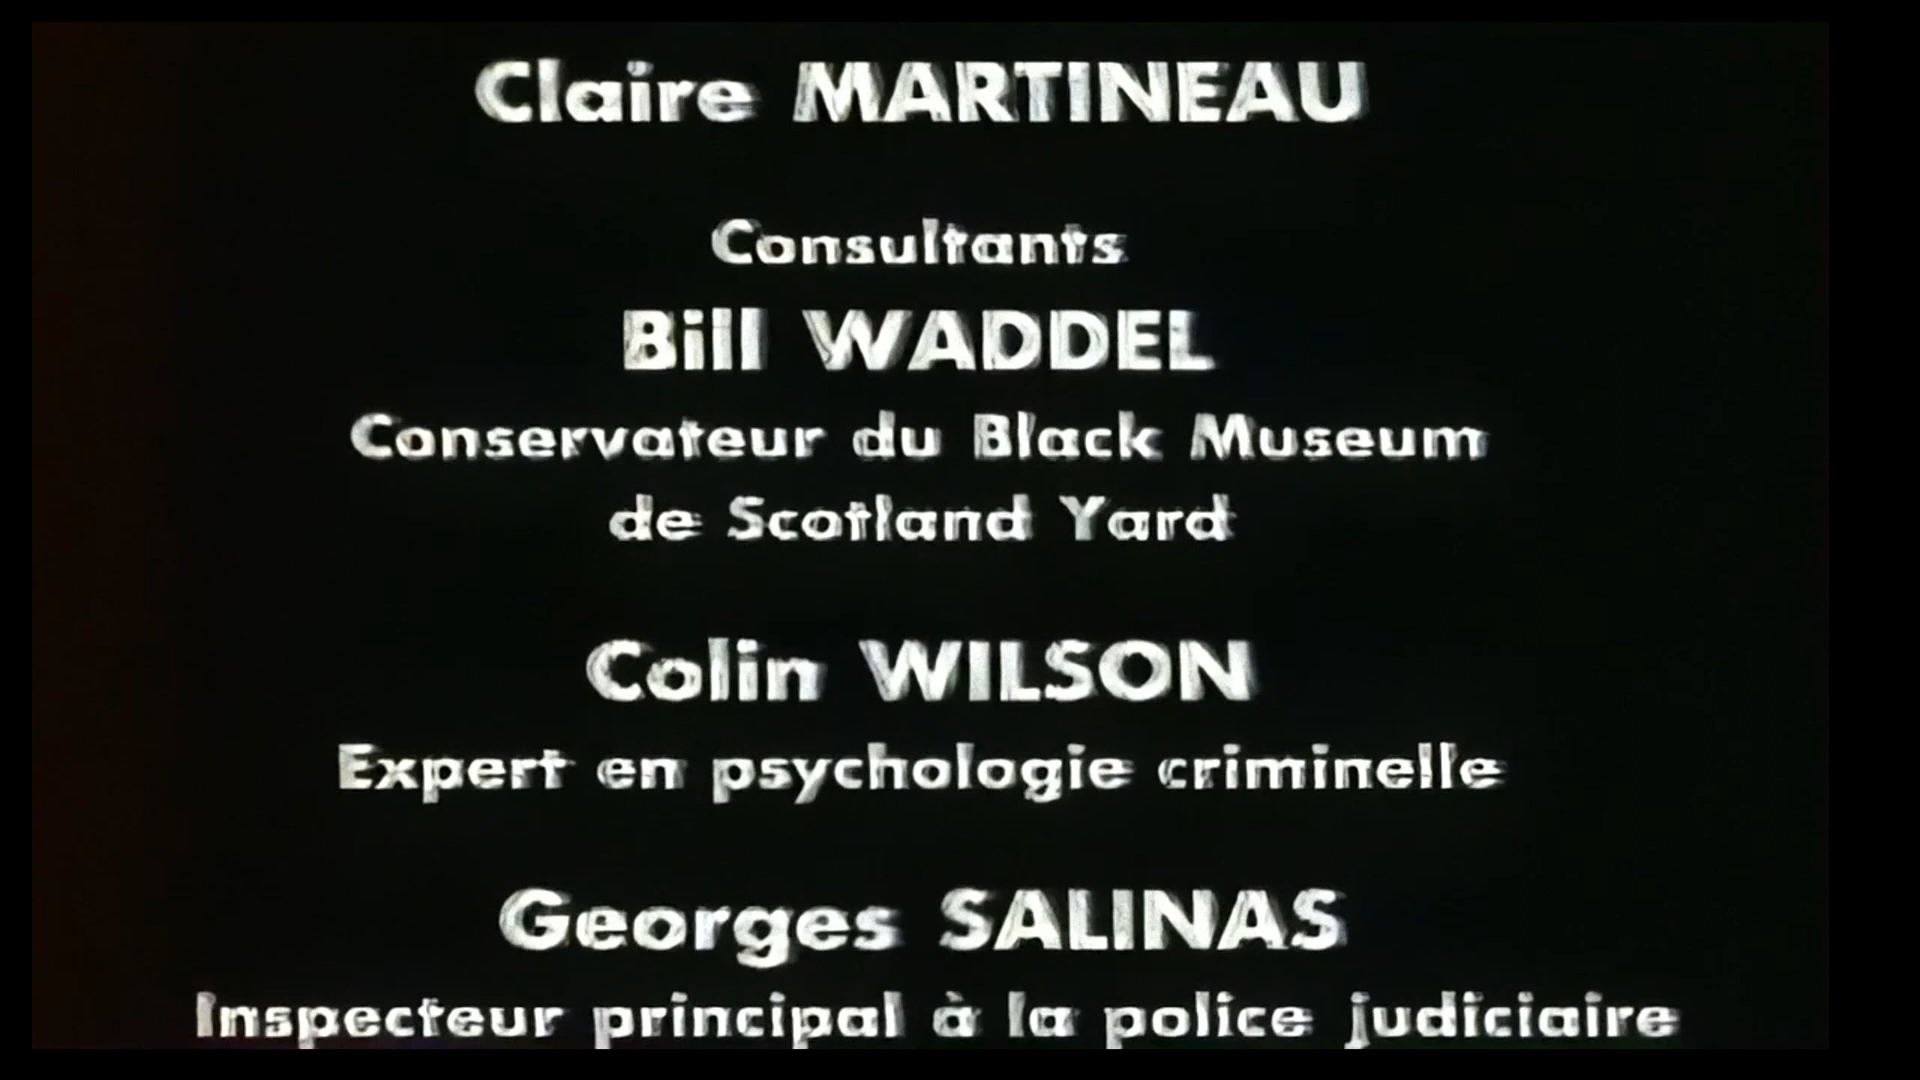 Claire MARTINEAU
Consultants
Bill WADDEL
Conservateur du Black Museum
de Scotland Yard
Colin WILSON
Expert en psychologie criminelle
Georges SALINAS
Inspecteur principal à la police judiciaire